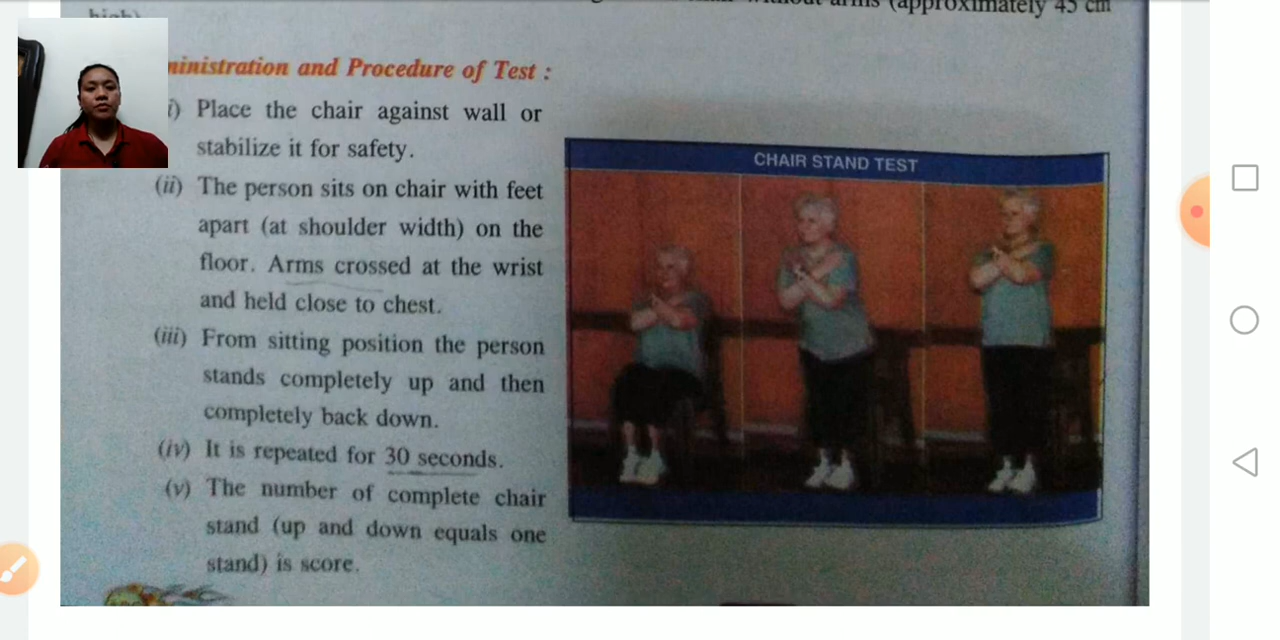 without arms (approximately 45 cm
high).
ministration and Procedure of Test :
i) Place the chair against wall or
stabilize it for safety.
(ii) The person sits on chair with feet
apart (at shoulder width) on the
floor. Arms crossed at the wrist
and held close to chest.
(iii) From sitting position the person
stands completely up and then
completely back down.
(iv) It is repeated for 30 seconds.
(v) The number of complete chair
stand (up and down equals one
stand) is score.
CHAIR STAND TEST